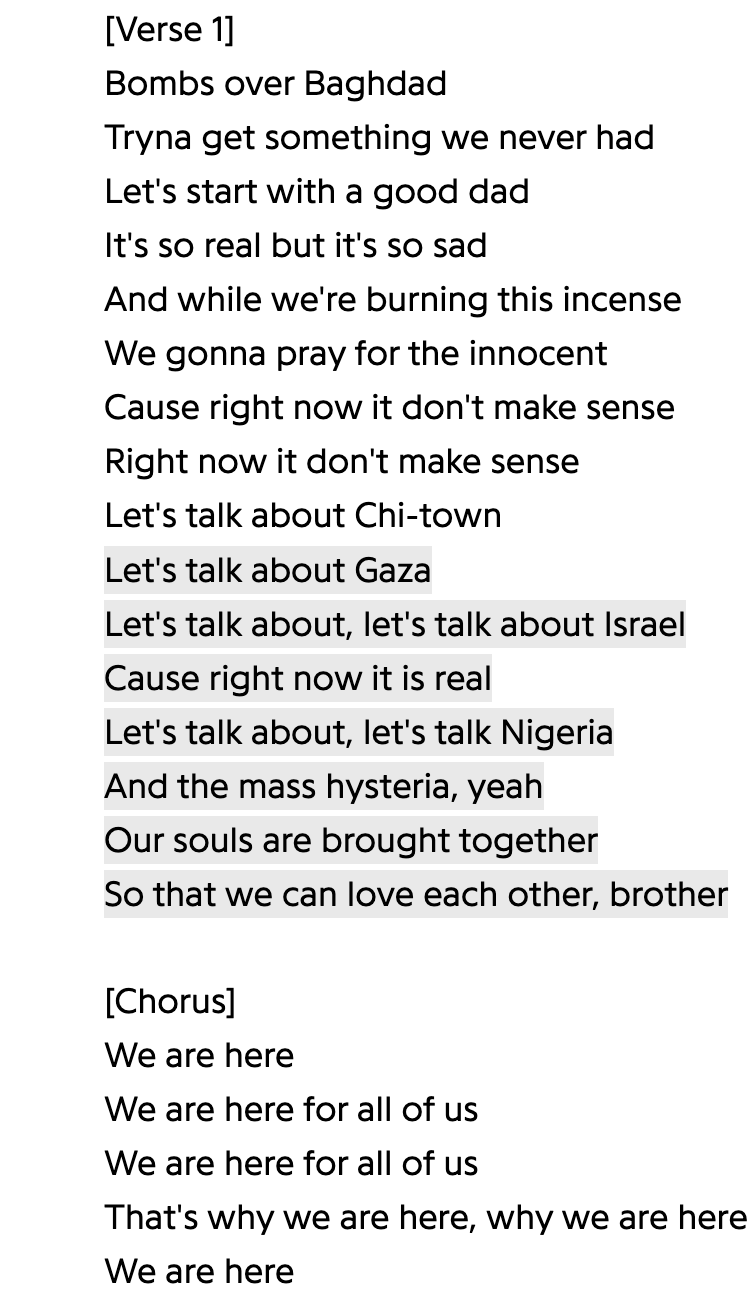 [Verse 1]
Bombs over Baghdad
Tryna get something we never had
Let's start with a good dad
It's so real but it's so sad
And while we're burning this incense
We gonna pray for the innocent
Cause right now it don't make sense
Right now it don't make sense
Let's talk about Chi-town
Let's talk about Gaza
Let's talk about, let's talk about Israel
Cause right now it is real
Let's talk about, let's talk Nigeria
And the mass hysteria, yeah
Our souls are brought together
So that we can love each other, brother
[Chorus]
We are here
We are here for all of us
We are here for all of us
That's why we are here, why we are here
We are here